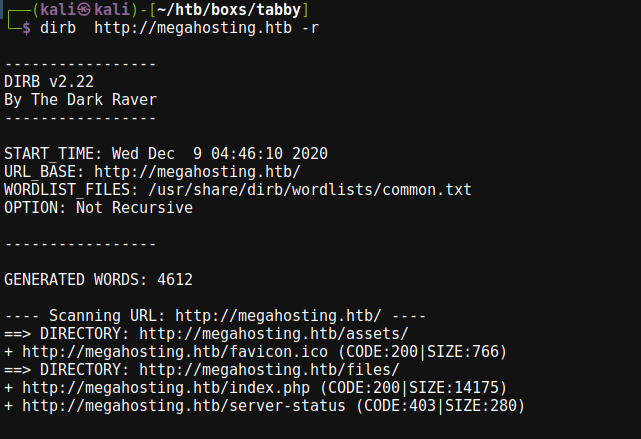 ┌──(kali㉿kali)-[~/htb/boxs/tabby]
└─$ dirb  http://megahosting.htb -r
-----------------
DIRB v2.22
By The Dark Raver
-----------------
START_TIME: Wed Dec  9 04:46:10 2020
URL_BASE: http://megahosting.htb/
WORDLIST_FILES: /usr/share/dirb/wordlists/common.txt
OPTION: Not Recursive
-----------------
GENERATED WORDS: 4612
---- Scanning URL: http://megahosting.htb/ ----
==> DIRECTORY: http://megahosting.htb/assets/
+ http://megahosting.htb/favicon.ico (CODE:200|SIZE:766)
==> DIRECTORY: http://megahosting.htb/files/
+ http://megahosting.htb/index.php (CODE:200|SIZE:14175)
+ http://megahosting.htb/server-status (CODE:403|SIZE:280)